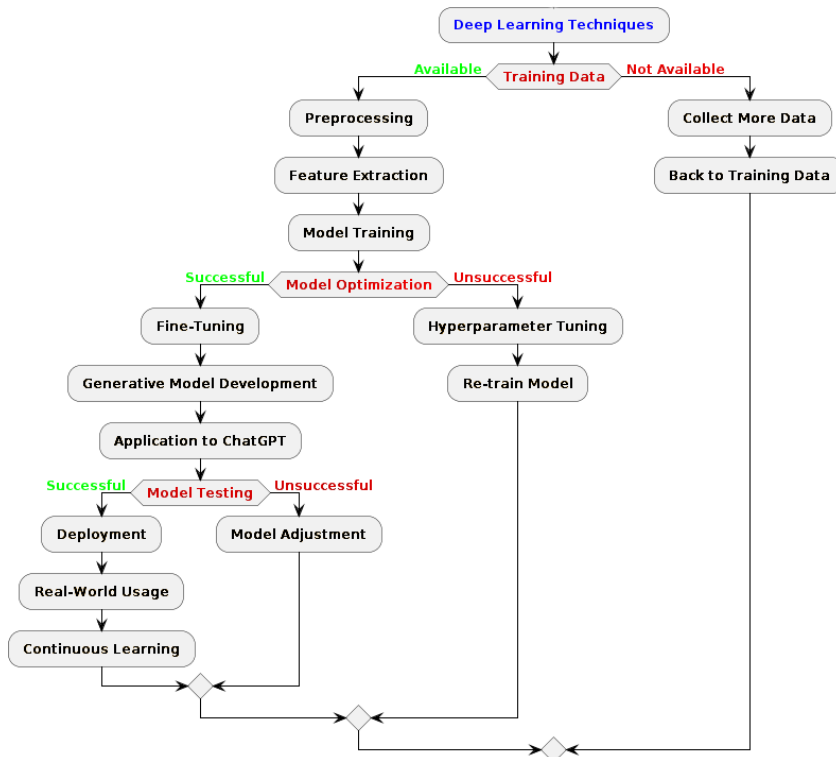 Deep Learning Techniques
Available
Training Data
Not Available
Preprocessing
Collect More Data
Feature Extraction
Back to Training Data
Model Training
Successful
Model Optimization
Unsuccessful
Fine-Tuning
Hyperparameter Tuning
Generative Model Development
Re-train Model
Application to ChatGPT
Successful
Model Testing
Unsuccessful
Deployment
Model Adjustment
Real-World Usage
Continuous Learning